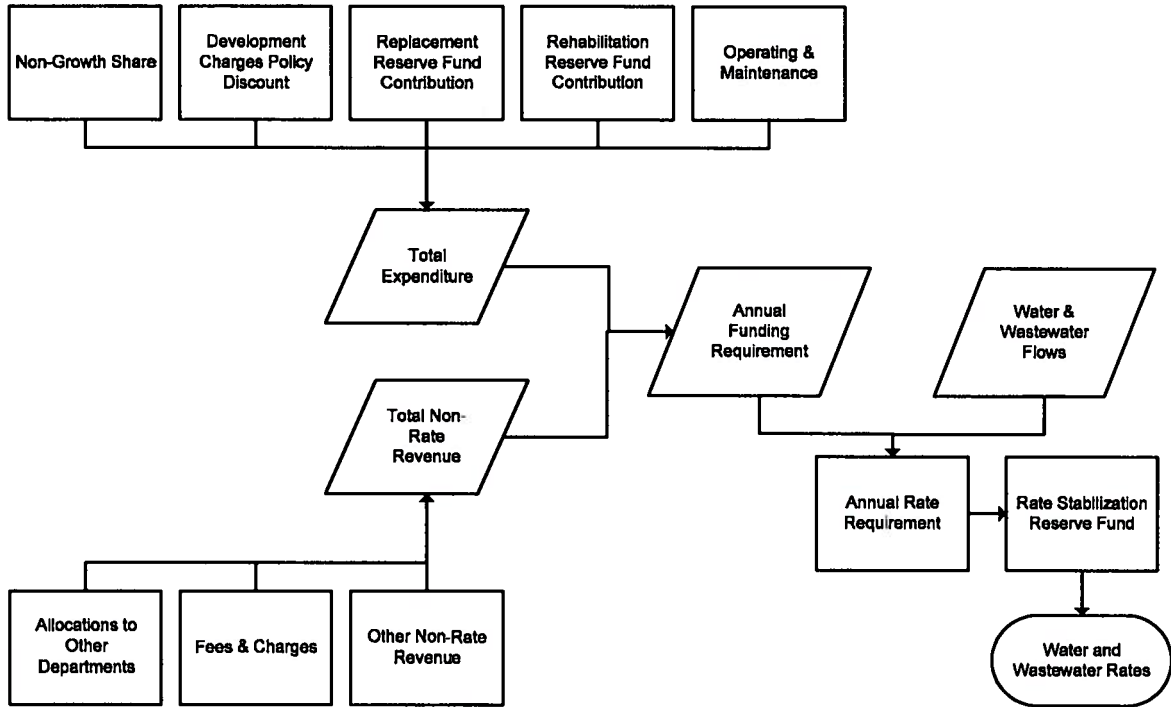 Non-Growth Share
Development
Charges Policy
Discount
Replacement
Reserve Fund
Contribution
Rehabilitation
Reserve Fund
Contribution
Operating &
Maintenance
Total
Expenditure
Annual
Funding
Requirement
Water &
Wastewater
Flows
Total Non-
Rate
Revenue
Annual Rate
Requirement
Rate Stabilization
Reserve Fund
Allocations to
Other
Departments
Fees & Charges
Other Non-Rate
Revenue
Water and
Wastewater Rates